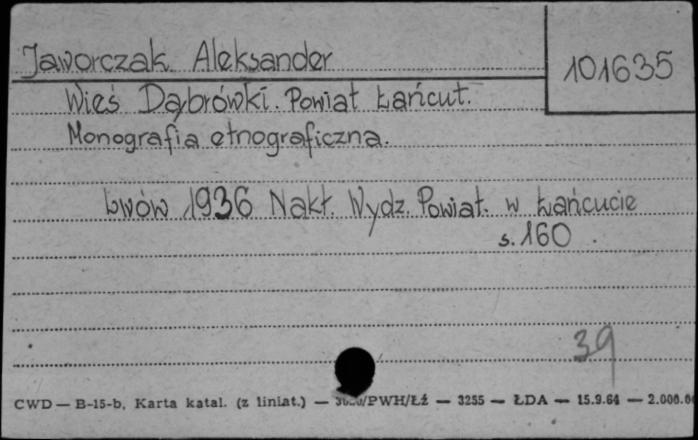 Jaworczak Aleksander
101635
Wieś Dąbrówki. Powiat Łańcut.
Monografia etnograficzna.
Lwów 1936 Nakł. Wydz. Powiat. w Łańcucie
s. 160.
39
CWD — B-15-b, Karta katal. (z liniat.) — /PWH/Łź — 3255 — ŁDA — 15.9.64 — 2.000.0